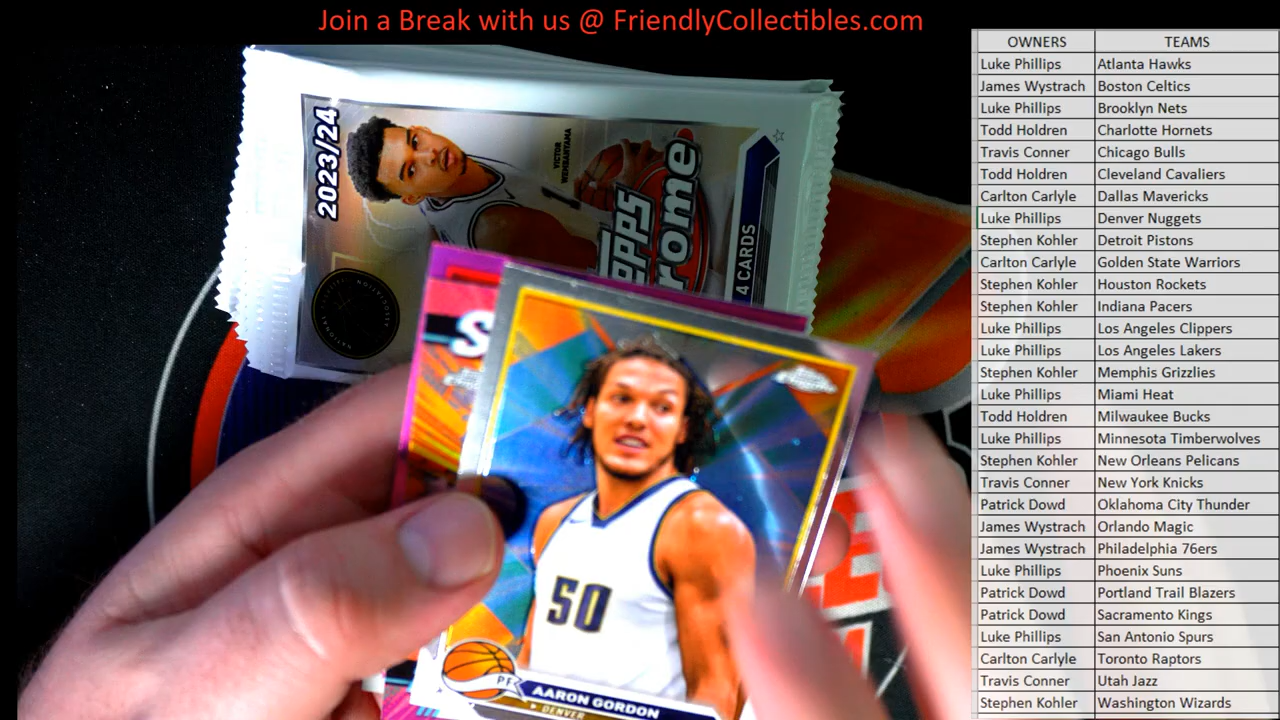 Join a Break with us @ FriendlyCollectibles.com
OWNERS TEAMS
Luke Phillips Atlanta Hawks
James Wystrach Boston Celtics
Luke Phillips Brooklyn Nets
Todd Holdren Charlotte Hornets
Travis Conner Chicago Bulls
Todd Holdren Cleveland Cavaliers
Carlton Carlyle Dallas Mavericks
Luke Phillips Denver Nuggets
Stephen Kohler Detroit Pistons
Carlton Carlyle Golden State Warriors
Stephen Kohler Houston Rockets
Stephen Kohler Indiana Pacers
Luke Phillips Los Angeles Clippers
Luke Phillips Los Angeles Lakers
Stephen Kohler Memphis Grizzlies
Luke Phillips Miami Heat
Todd Holdren Milwaukee Bucks
Luke Phillips Minnesota Timberwolves
Stephen Kohler New Orleans Pelicans
Travis Conner New York Knicks
Patrick Dowd Oklahoma City Thunder
James Wystrach Orlando Magic
James Wystrach Philadelphia 76ers
Luke Phillips Phoenix Suns
Patrick Dowd Portland Trail Blazers
Patrick Dowd Sacramento Kings
Luke Phillips San Antonio Spurs
Carlton Carlyle Toronto Raptors
Travis Conner Utah Jazz
Stephen Kohler Washington Wizards
2023/24
VICTOR
WEMBANYAMA
4 CARDS
50
PF
AARON GORDON
DENVER